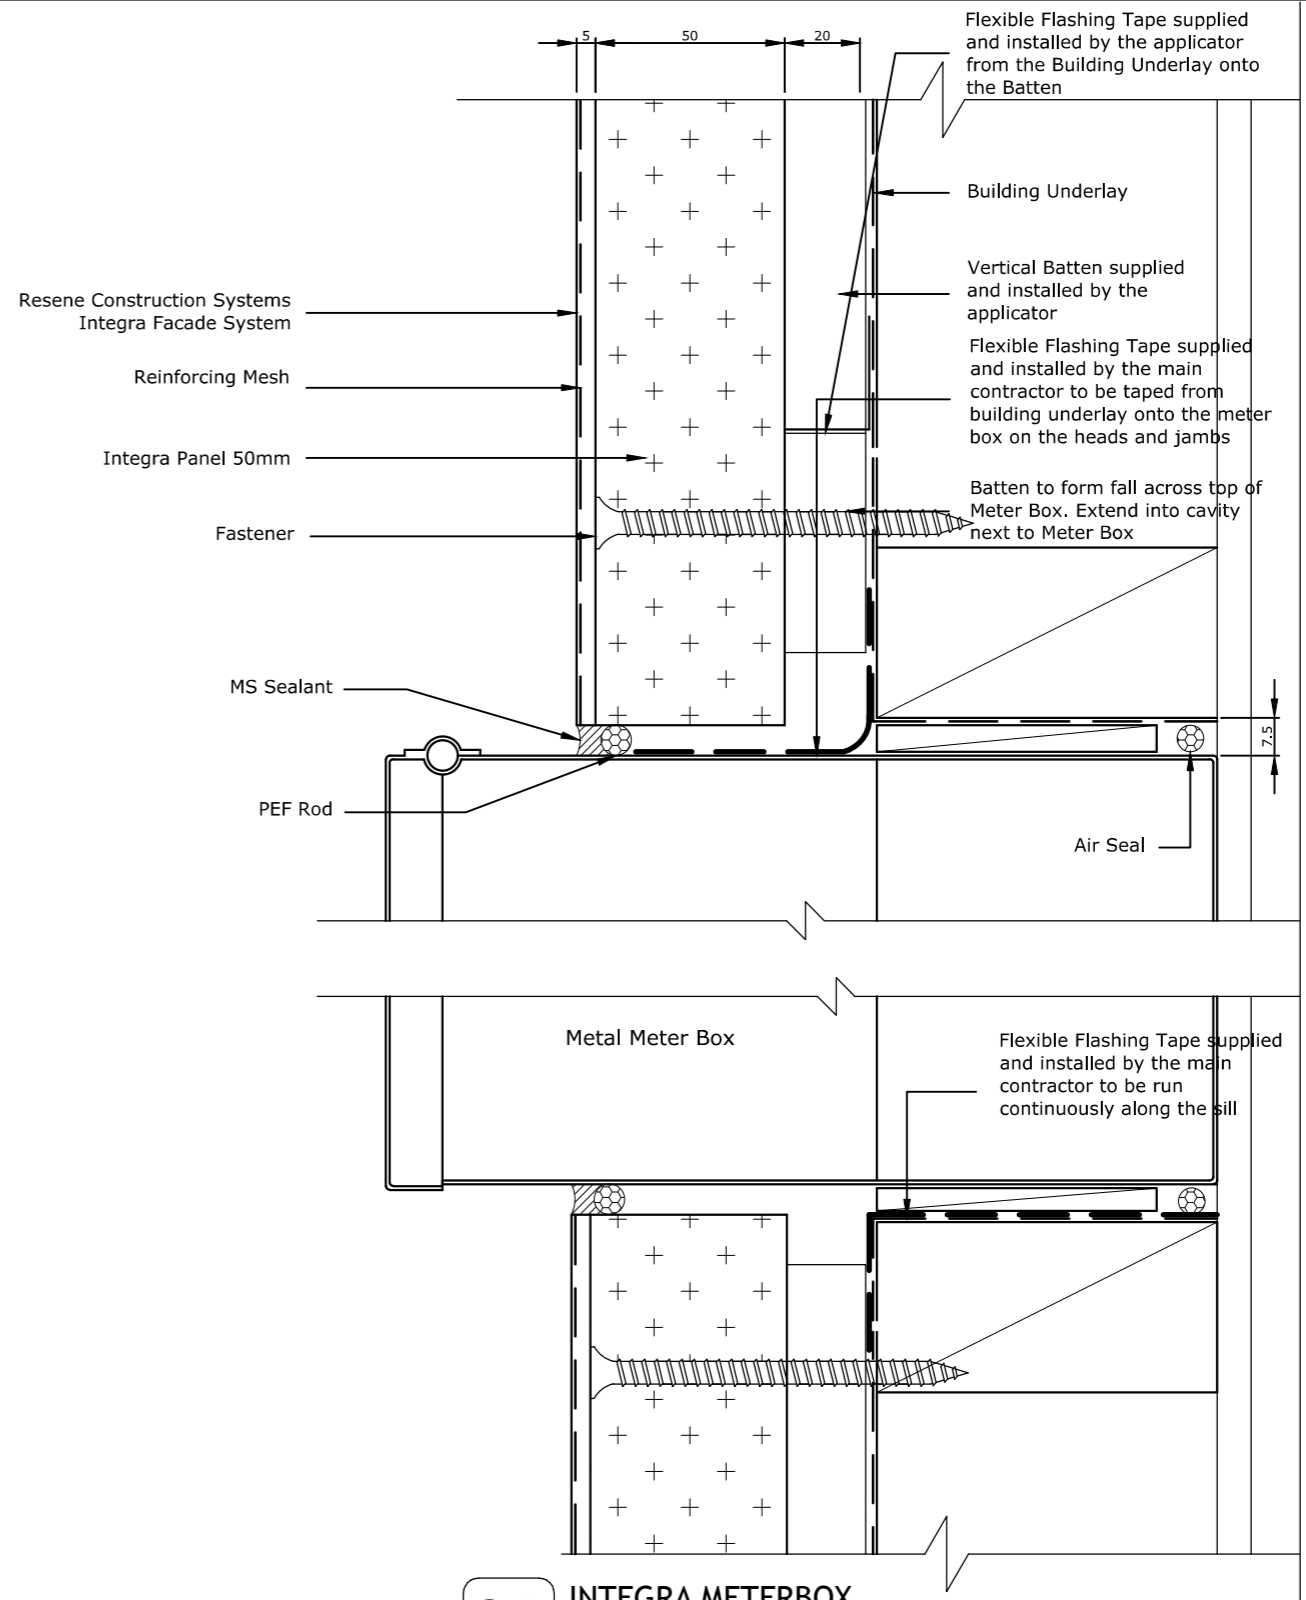 5
50
20
Flexible Flashing Tape supplied
and installed by the applicator
from the Building Underlay onto
the Batten
Building Underlay
Vertical Batten supplied
and installed by the
applicator
Resene Construction Systems
Integra Facade System
Flexible Flashing Tape supplied
and installed by the main
contractor to be taped from
building underlay onto the meter
box on the heads and jambs
Reinforcing Mesh
Integra Panel 50mm
Batten to form fall across top of
Meter Box. Extend into cavity
next to Meter Box
Fastener
MS Sealant
7.5
PEF Rod
Air Seal
Metal Meter Box
Flexible Flashing Tape supplied
and installed by the main
contractor to be run
continuously along the sill
INTEGRA METERBOX